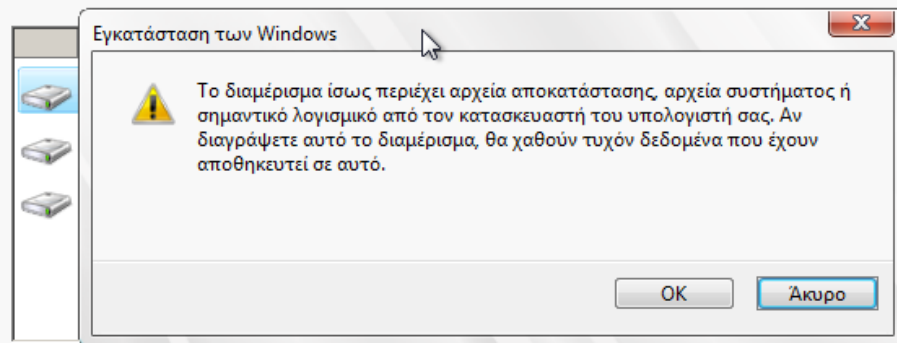 Εγκατάσταση των Windows
Το διαμέρισμα ίσως περιέχει αρχεία αποκατάστασης, αρχεία συστήματος ή
σημαντικό λογισμικό από τον κατασκευαστή του υπολογιστή σας. Αν
διαγράψετε αυτό το διαμέρισμα, θα χαθούν τυχόν δεδομένα που έχουν
αποθηκευτεί σε αυτό.
OK
Άκυρο